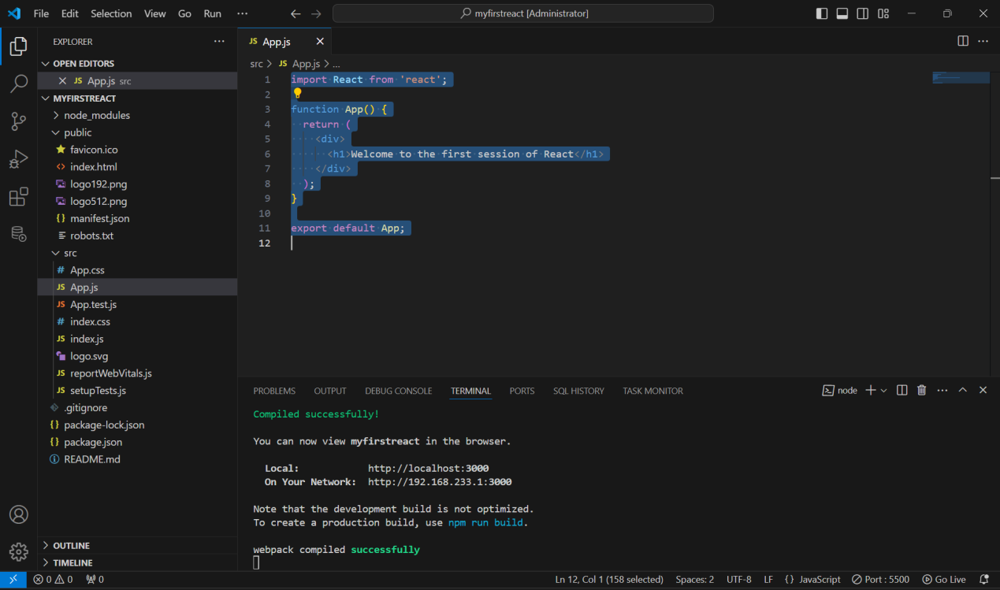 File Edit Selection View Go Run ···
myfirstreact [Administrator]
EXPLORER ···
OPEN EDITORS
JS App.js src
MYFIRSTREACT
node_modules
public
favicon.ico
index.html
logo192.png
logo512.png
manifest.json
robots.txt
src
App.css
App.js
App.test.js
index.css
index.js
logo.svg
reportWebVitals.js
setupTests.js
.gitignore
package-lock.json
package.json
README.md
OUTLINE
TIMELINE
JS App.js
src > JS App.js > ...
1 import React from 'react';
2
3 function App() {
4   return (
5     <div>
6       <h1>Welcome to the first session of React</h1>
7     </div>
8   );
9 }
10
11 export default App;
12
PROBLEMS OUTPUT DEBUG CONSOLE TERMINAL PORTS SQL HISTORY TASK MONITOR
node
Compiled successfully!
You can now view myfirstreact in the browser.
Local: http://localhost:3000
On Your Network: http://192.168.233.1:3000
Note that the development build is not optimized.
To create a production build, use npm run build.
webpack compiled successfully
0 0 0 Ln 12, Col 1 (158 selected) Spaces: 2 UTF-8 LF {} JavaScript Port : 5500 Go Live